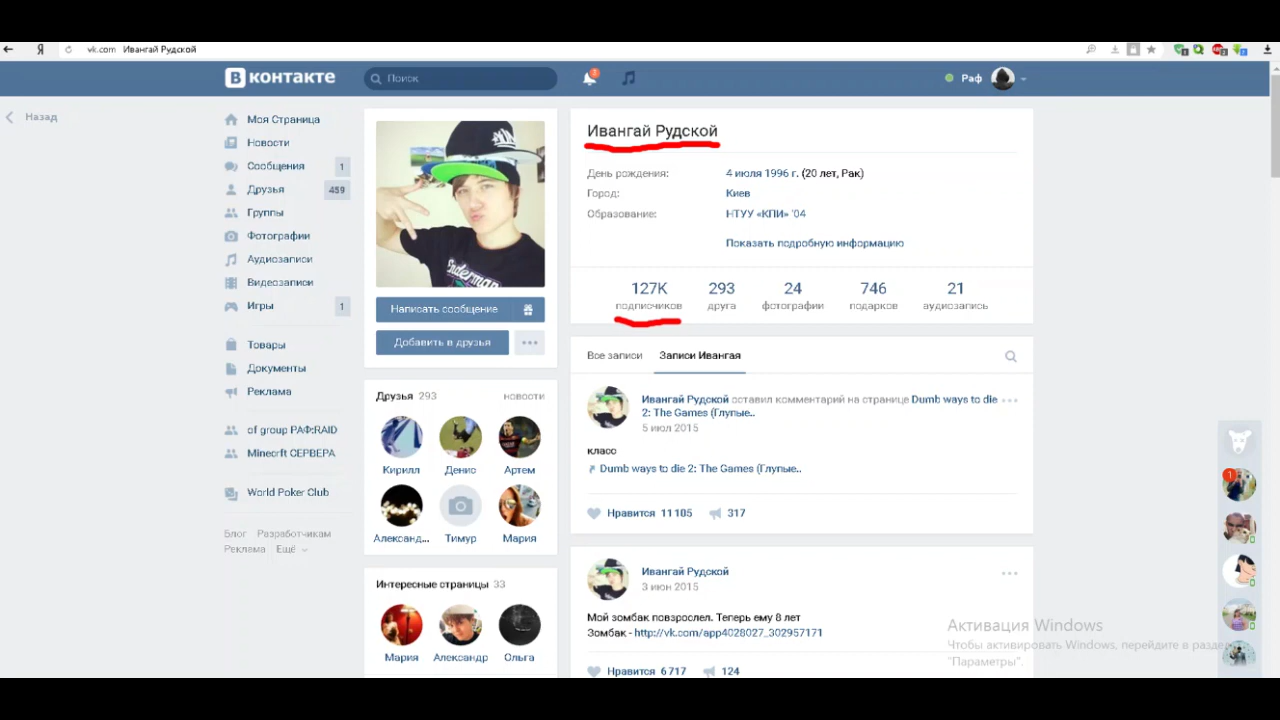 Я vk.com Ивангай Рудской
В контакте
Поиск
Раф
Назад
Моя Страница
Новости
Сообщения 1
Друзья 459
Группы
Фотографии
Аудиозаписи
Видеозаписи
Игры 1
Товары
Документы
Реклама
of group РАФ:RAID
Minecrft СЕРВЕРА
World Poker Club
Блог Разработчикам
Реклама Ещё
Написать сообщение
Добавить в друзья
Друзья 293 новости
Кирилл Денис Артем
Александ... Тимур Мария
Интересные страницы 33
Мария Александр Ольга
Ивангай Рудской
День рождения: 4 июля 1996 г. (20 лет, Рак)
Город: Киев
Образование: НТУУ «КПИ» '04
Показать подробную информацию
127K 293 24 746 21
подписчиков друга фотографии подарков аудиозапись
Все записи Записи Ивангая
Ивангай Рудской оставил комментарий на странице Dumb ways to die
2: The Games (Глупые..
5 июл 2015
класо
Dumb ways to die 2: The Games (Глупые..
Нравится 11 105 317
Ивангай Рудской
3 июн 2015
Мой зомбак повзрослел. Теперь ему 8 лет
Зомбак - http://vk.com/app4028027_302957171
Нравится 6 717 124
1
Активация Windows
Чтобы активировать Windows, перейдите в раздел
"Параметры".